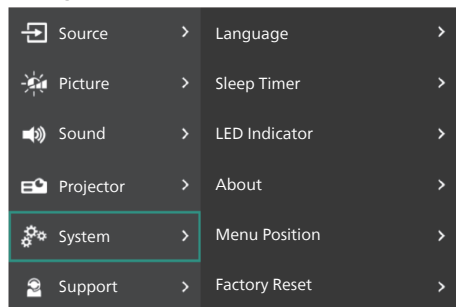 Source
Picture
Sound
Projector
System
Support
Language
Sleep Timer
LED Indicator
About
Menu Position
Factory Reset